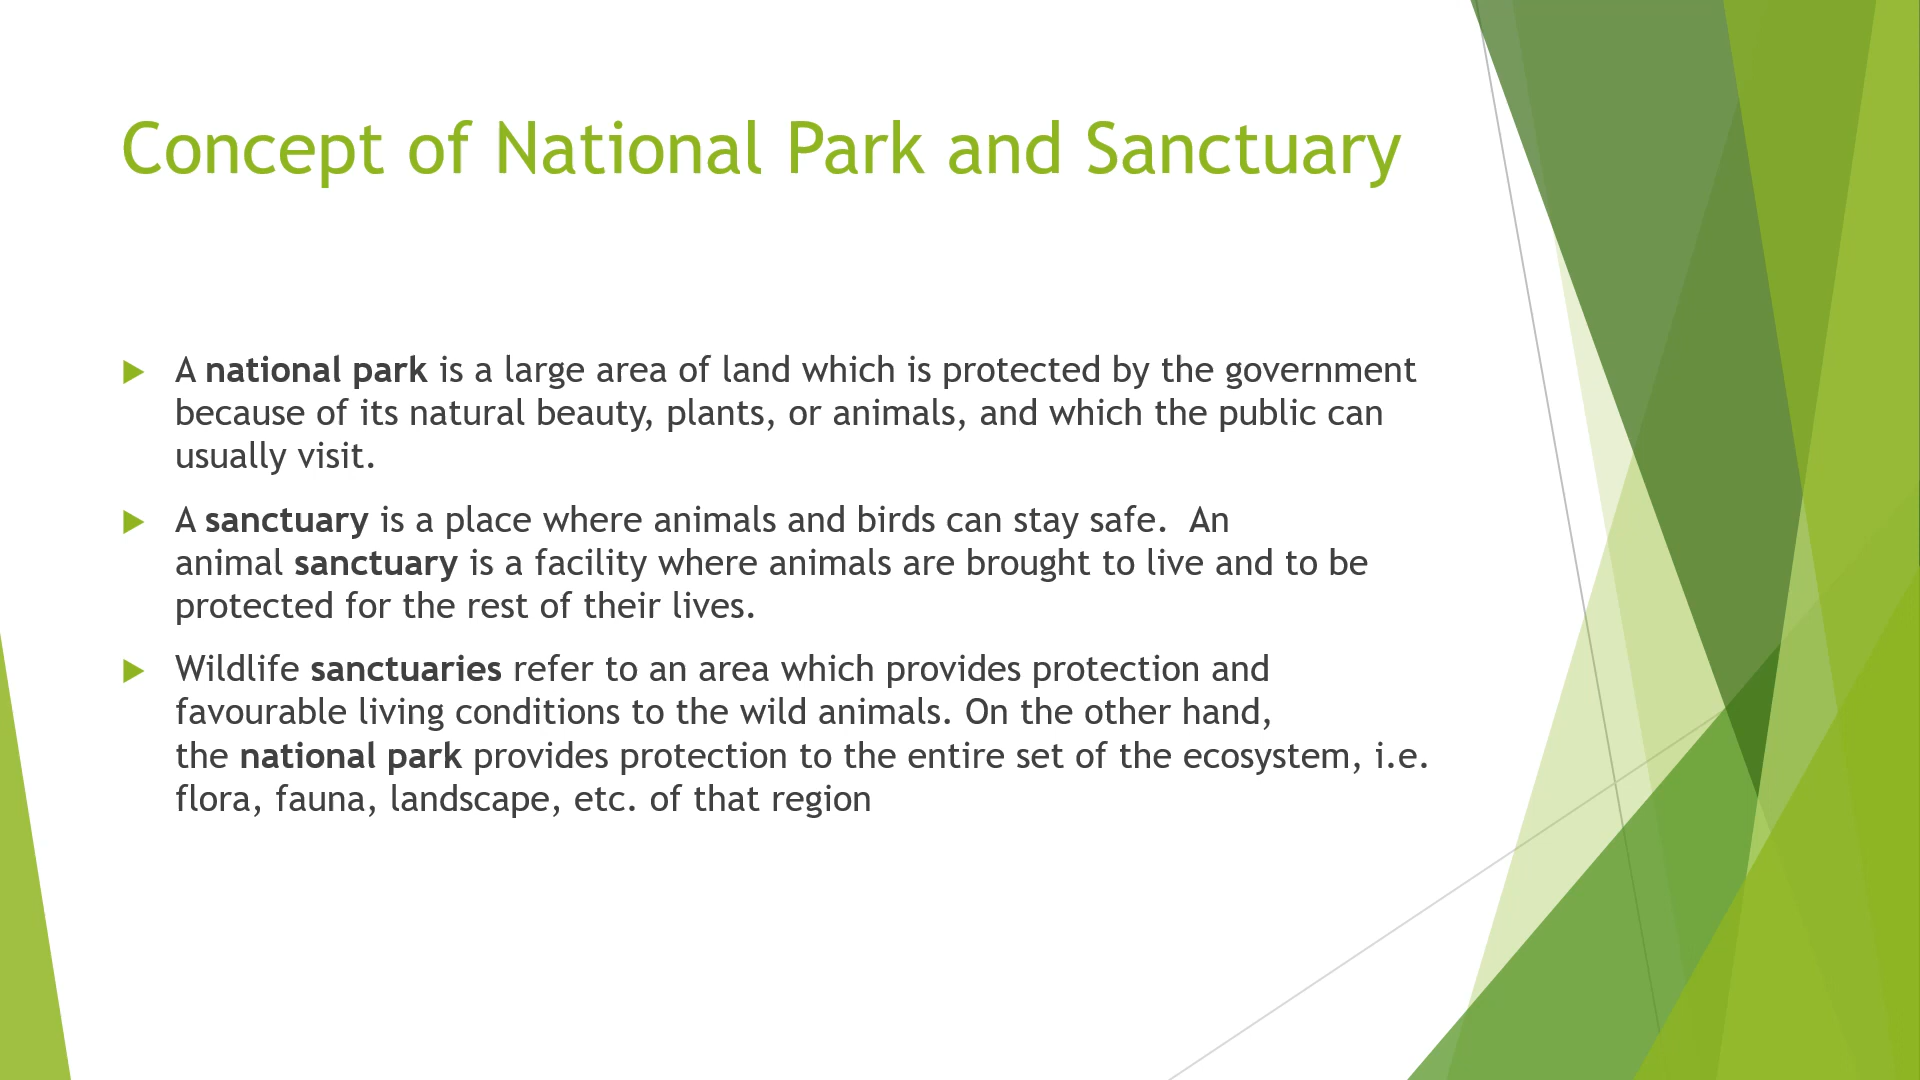 Concept of National Park and Sanctuary
A national park is a large area of land which is protected by the government
because of its natural beauty, plants, or animals, and which the public can
usually visit.
A sanctuary is a place where animals and birds can stay safe.  An
animal sanctuary is a facility where animals are brought to live and to be
protected for the rest of their lives.
Wildlife sanctuaries refer to an area which provides protection and
favourable living conditions to the wild animals. On the other hand,
the national park provides protection to the entire set of the ecosystem, i.e.
flora, fauna, landscape, etc. of that region